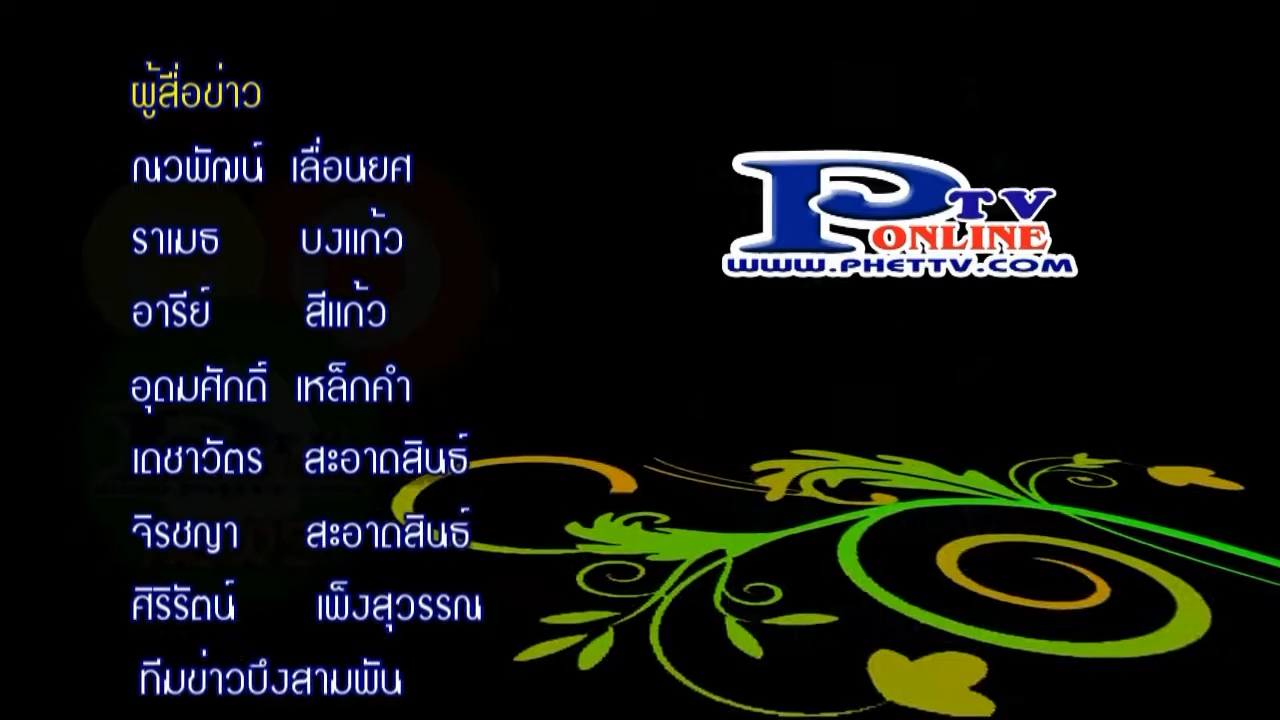 ผู้สื่อข่าว
ณวพัฒน์ เลื่อนยศ
ราเมธ บงแก้ว
อารีย์ สีแก้ว
อุดมศักดิ์ เหล็กคำ
เดชาวัตร สะอาดสินธ์
จิรชญา สะอาดสินธ์
ศิริรัตน์ เพ็งสุวรรณ
ทีมข่าวบึงสามพัน
PTV
ONLINE
WWW.PHETTV.COM